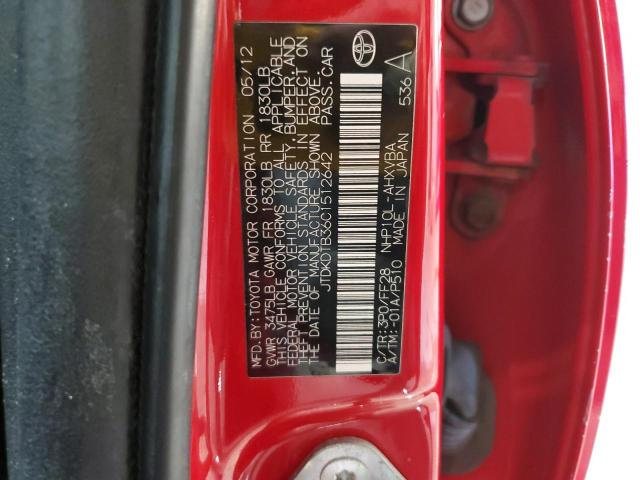 MFD.BY:TOYOTA MOTOR CORPORATION 05/12
GVWR 3475LB GAWR FR 1830LB RR 1830LB
THIS VEHICLE CONFORMS TO ALL APPLICABLE
FEDERAL MOTOR VEHICLE SAFETY, BUMPER, AND
THEFT PREVENTION STANDARDS IN EFFECT ON
THE DATE OF MANUFACTURE SHOWN ABOVE.
JTDKDTB36C1512642 PASS.CAR
C/TR:3P0/FF28 NHP10L-AHXVBA
A/TM:-01A/P510 MADE IN JAPAN 536 A